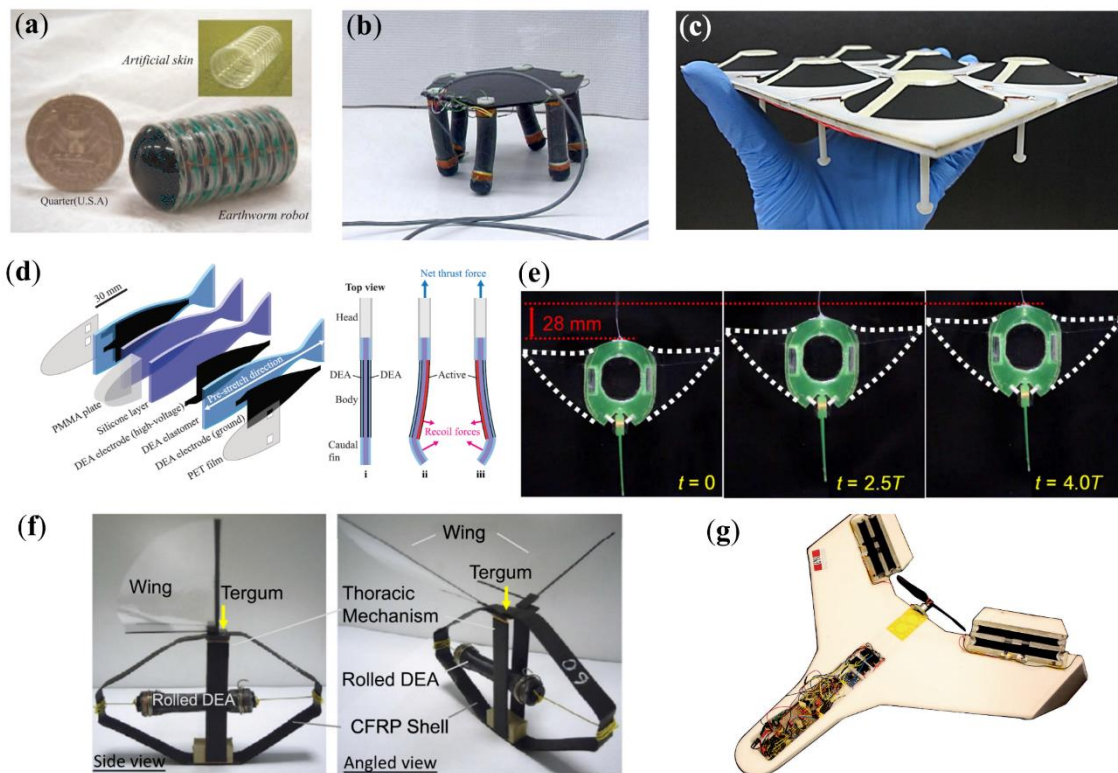 (a)
Artificial skin
Quarter(U.S.A)
Earthworm robot
(b)
(c)
(d)
30 mm
PMMA plate
Silicone layer
DEA electrode (high-voltage)
DEA elastomer
DEA electrode (ground)
PET film
Pre-stretch direction
Net thrust force
Top view
Head
DEA
DEA
Active
Body
Recoil forces
Caudal
fin
i
ii
iii
(e)
28 mm
t = 0
t = 2.5T
t = 4.0T
(f)
Wing
Tergum
Rolled DEA
Side view
Wing
Tergum
Thoracic
Mechanism
Rolled DEA
CFRP Shell
Angled view
(g)